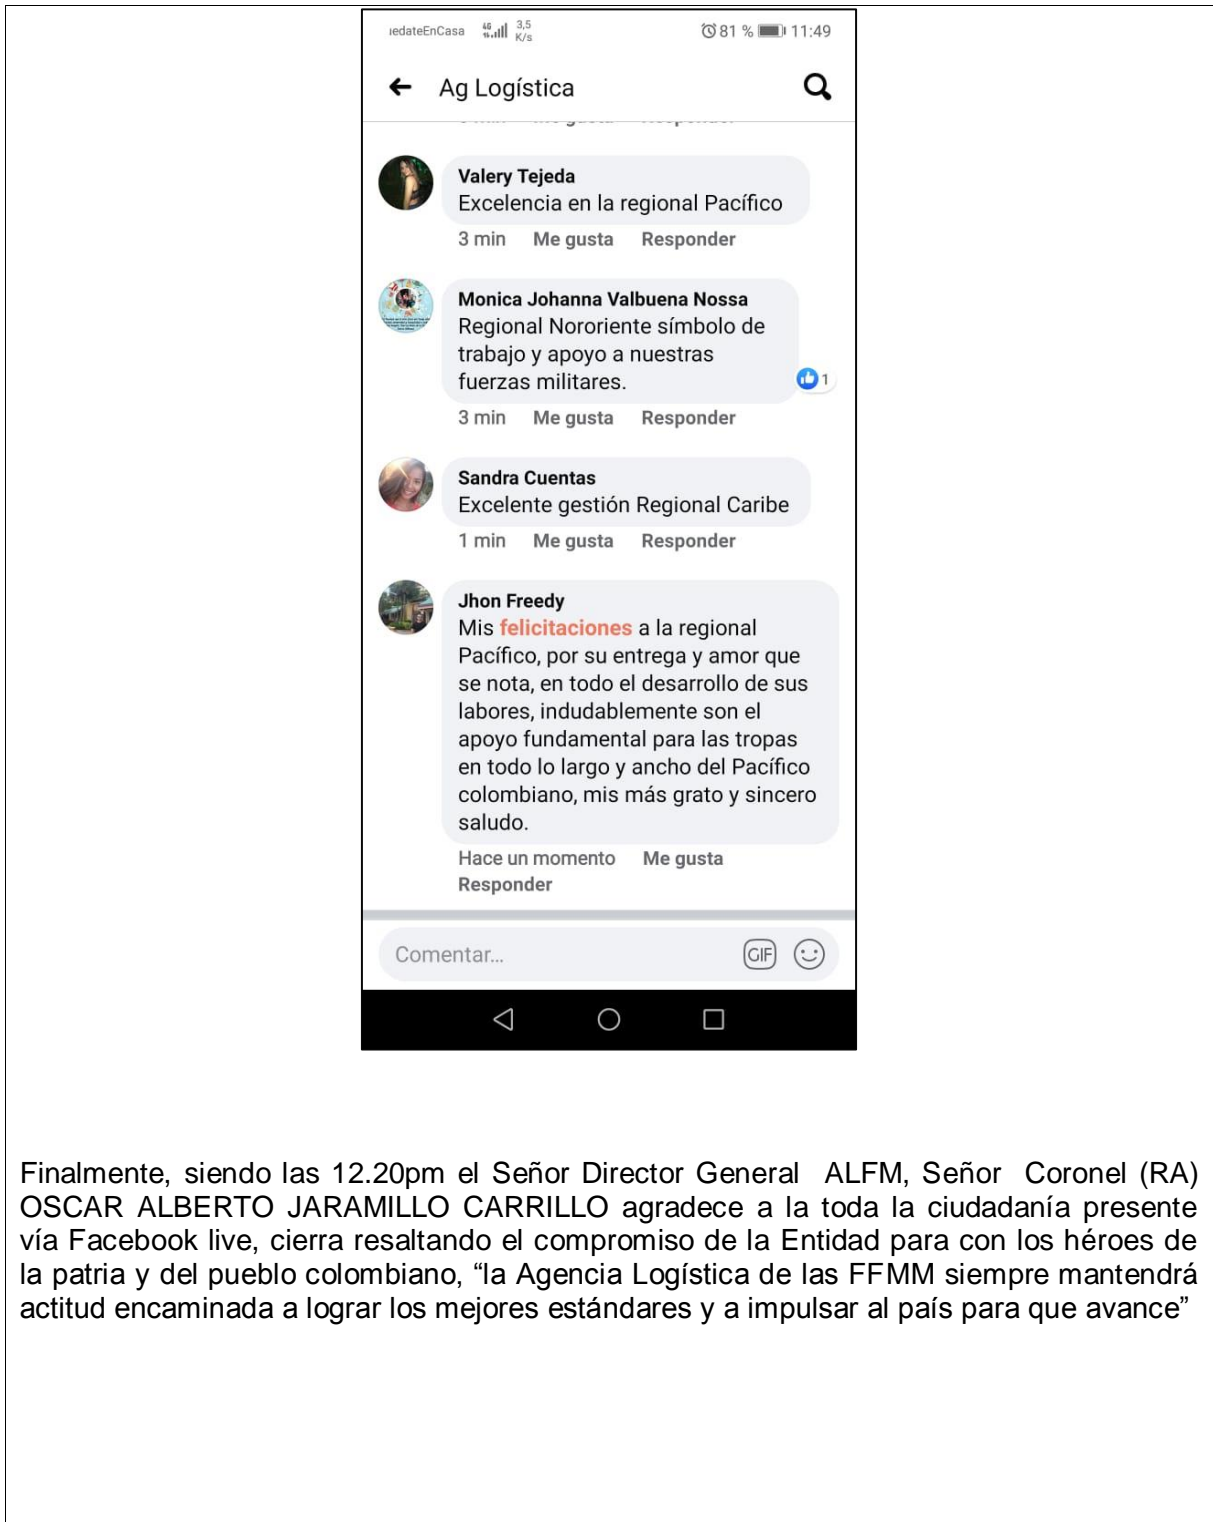 uedateEnCasa 4G 3,5 K/s 81 % 11:49
Ag Logística
Valery Tejeda
Excelencia en la regional Pacífico
3 min Me gusta Responder
Monica Johanna Valbuena Nossa
Regional Nororiente símbolo de
trabajo y apoyo a nuestras
fuerzas militares.
1
3 min Me gusta Responder
Sandra Cuentas
Excelente gestión Regional Caribe
1 min Me gusta Responder
Jhon Freedy
Mis felicitaciones a la regional
Pacífico, por su entrega y amor que
se nota, en todo el desarrollo de sus
labores, indudablemente son el
apoyo fundamental para las tropas
en todo lo largo y ancho del Pacífico
colombiano, mis más grato y sincero
saludo.
Hace un momento Me gusta
Responder
Comentar...
GIF
Finalmente, siendo las 12.20pm el Señor Director General ALFM, Señor Coronel (RA)
OSCAR ALBERTO JARAMILLO CARRILLO agradece a la toda la ciudadanía presente
vía Facebook live, cierra resaltando el compromiso de la Entidad para con los héroes de
la patria y del pueblo colombiano, “la Agencia Logística de las FFMM siempre mantendrá
actitud encaminada a lograr los mejores estándares y a impulsar al país para que avance”